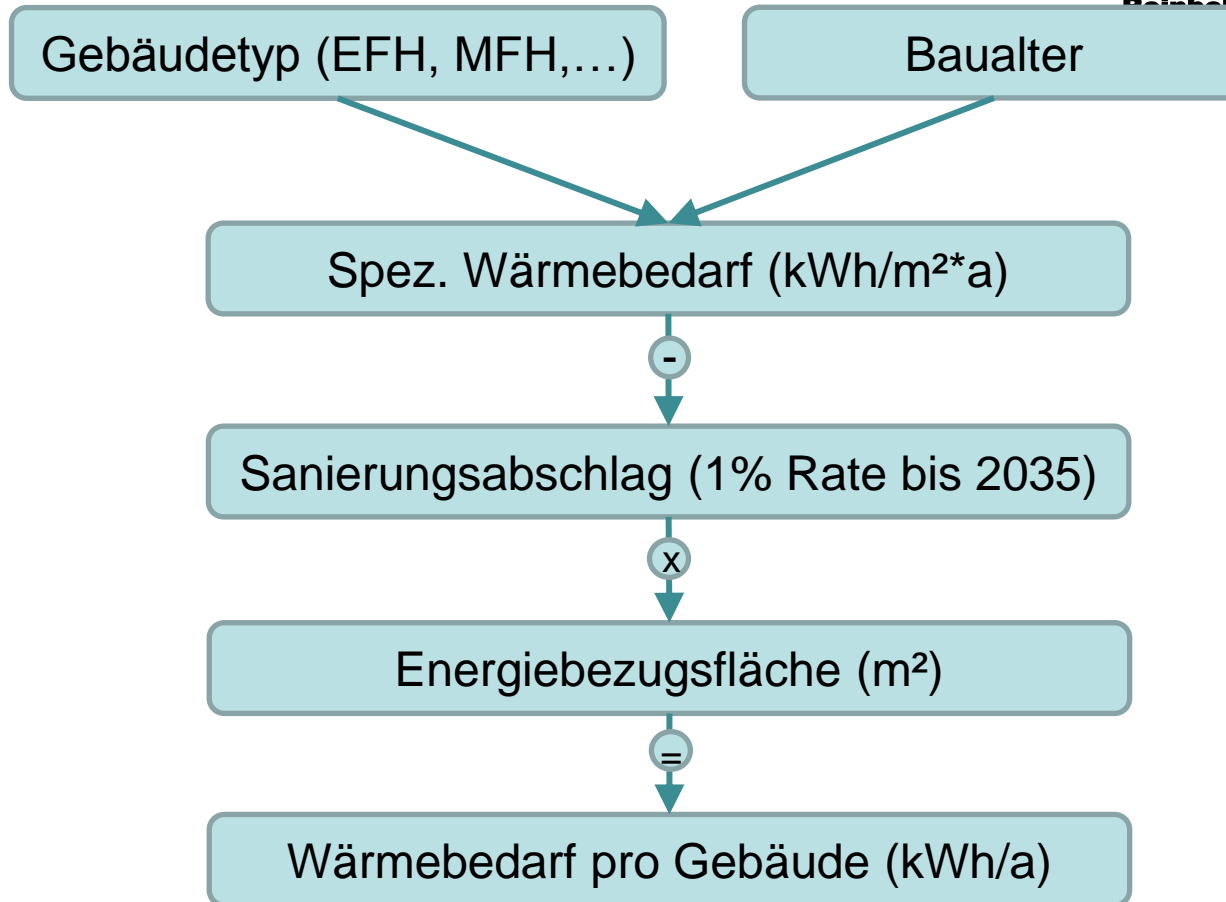 Gebäudetyp (EFH, MFH,…)
Baualter
Spez. Wärmebedarf (kWh/m²*a)
-
Sanierungsabschlag (1% Rate bis 2035)
x
Energiebezugsfläche (m²)
=
Wärmebedarf pro Gebäude (kWh/a)